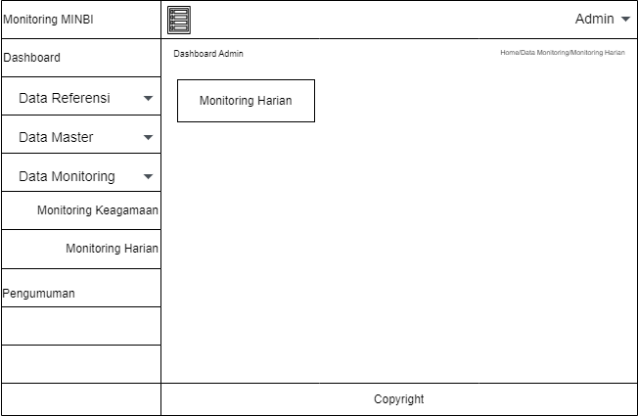 Monitoring MINBI
Admin
Dashboard
Dashboard Admin
Home/Data Monitoring/Monitoring Harian
Data Referensi
Monitoring Harian
Data Master
Data Monitoring
Monitoring Keagamaan
Monitoring Harian
Pengumuman
Copyright